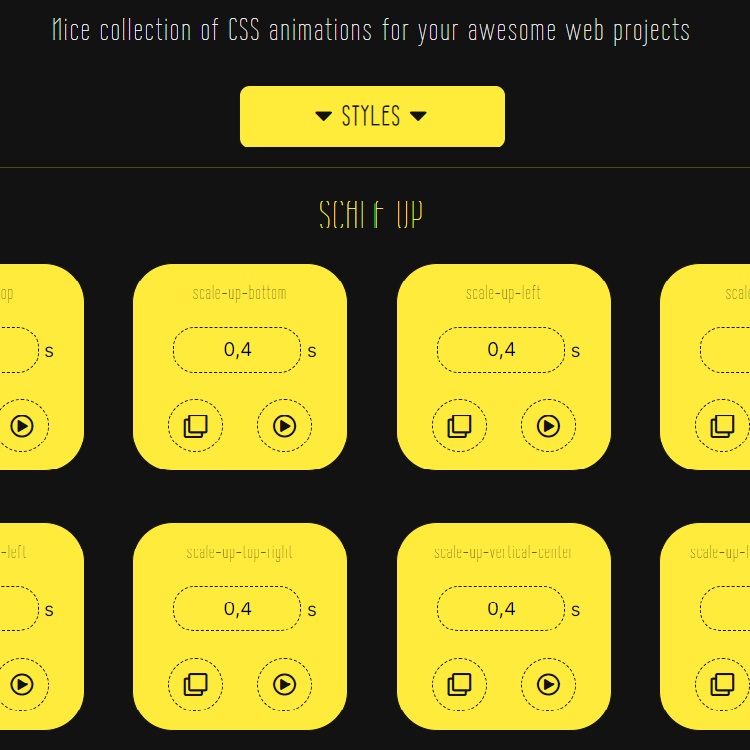 Nice collection of CSS animations for your awesome web projects
STYLES
SCALE UP
op scale-up-bottom scale-up-left scale
0,4 s 0,4 s
s
-left scale-up-top-right scale-up-vertical-center scale-up-l
0,4 s 0,4 s
s